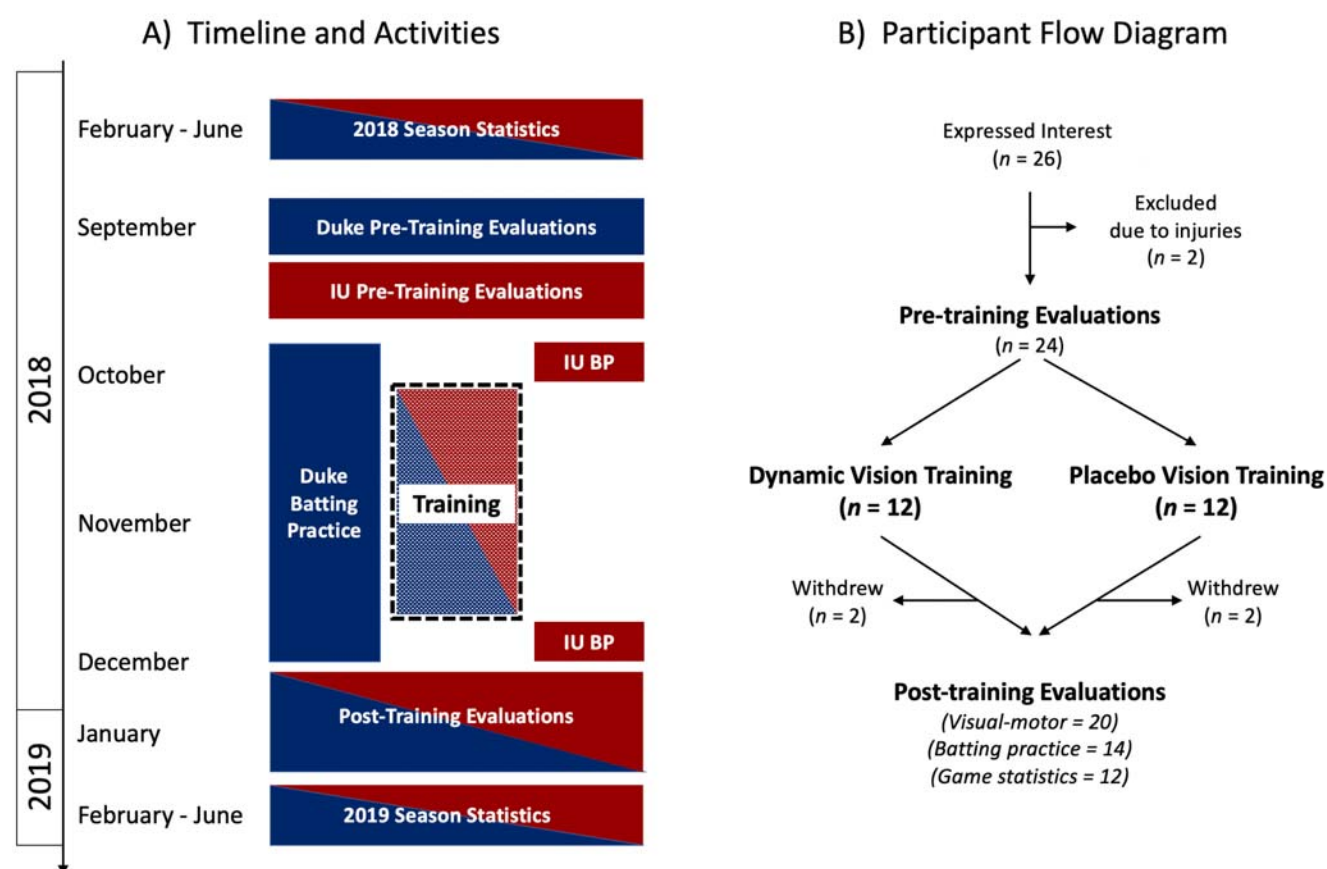 A) Timeline and Activities
2018
2019
February - June
2018 Season Statistics
September
Duke Pre-Training Evaluations
IU Pre-Training Evaluations
October
IU BP
Duke
Batting
Practice
Training
November
IU BP
December
Post-Training Evaluations
January
February - June
2019 Season Statistics
B) Participant Flow Diagram
Expressed Interest
(n = 26)
Excluded
due to injuries
(n = 2)
Pre-training Evaluations
(n = 24)
Dynamic Vision Training
(n = 12)
Placebo Vision Training
(n = 12)
Withdrew
(n = 2)
Withdrew
(n = 2)
Post-training Evaluations
(Visual-motor = 20)
(Batting practice = 14)
(Game statistics = 12)